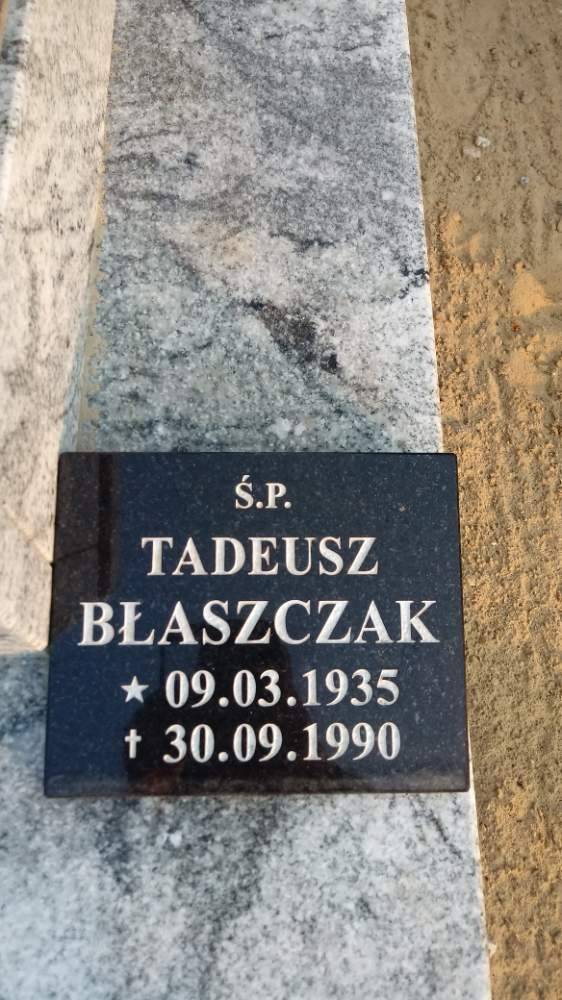 Ś.P.
TADEUSZ
BŁASZCZAK
★ 09.03.1935
✝ 30.09.1990